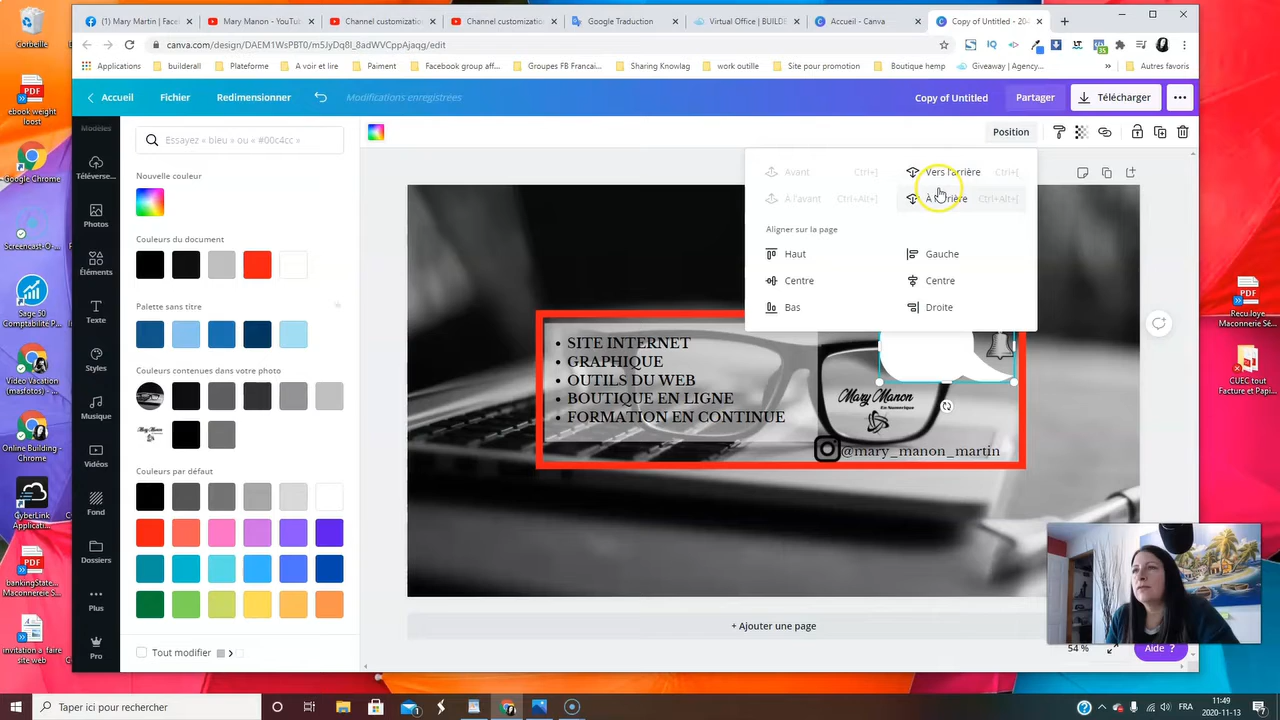 Corbeille
(1) Mary Martin | Face
Mary Manon - YouTu
Channel customizatio
Channel customizatio
Google Traduction
Virtual Office | BUILDE
Accueil - Canva
Copy of Untitled - 20
canva.com/design/DAEM1WsPBT0/m5JyDq8I_8adWVCppAjaqg/edit
Applications
builderall
Plateforme
A voir et lire
Paiment
Facebook group aff...
Groupes FB Francai...
Sharing Knowlag
work outille
Site pour promotion
Boutique hemp
Giveaway | Agency...
»
Autres favoris
Accueil
Fichier
Redimensionner
Modifications enregistrées
Copy of Untitled
Partager
Télécharger
Modèles
Téléverse...
Photos
Éléments
Texte
Styles
Musique
Vidéos
Fond
Dossiers
Plus
Pro
Essayez « bleu » ou « #00c4cc »
Nouvelle couleur
Couleurs du document
Palette sans titre
Couleurs contenues dans votre photo
Couleurs par défaut
Tout modifier
Position
Avant Ctrl+]
Vers l'arrière Ctrl+[
À l'avant Ctrl+Alt+]
À l'arrière Ctrl+Alt+[
Aligner sur la page
Haut
Gauche
Centre
Centre
Bas
Droite
• SITE INTERNET
• GRAPHIQUE
• OUTILS DU WEB
BOUTIQUE EN LIGNE
• FORMATION EN CONTINUE
Mary Manon
En Numerique
@mary_manon_martin
+ Ajouter une page
54 %
Aide ?
ebook weight
loost
Google Chrome
Screencast-O-...
Sage 50
Comptabilité P...
Video Vacation
(mastotos) - ...
Online Building -
Chrome
CyberLink
Applicati...
bankingState...
Maconnerie S...
invitation a faire
site web
Recu loye
Maconnerie Sé...
CUEC Tout
Facture et Papi...
Taper ici pour rechercher
FRA
11:49
2020-11-13